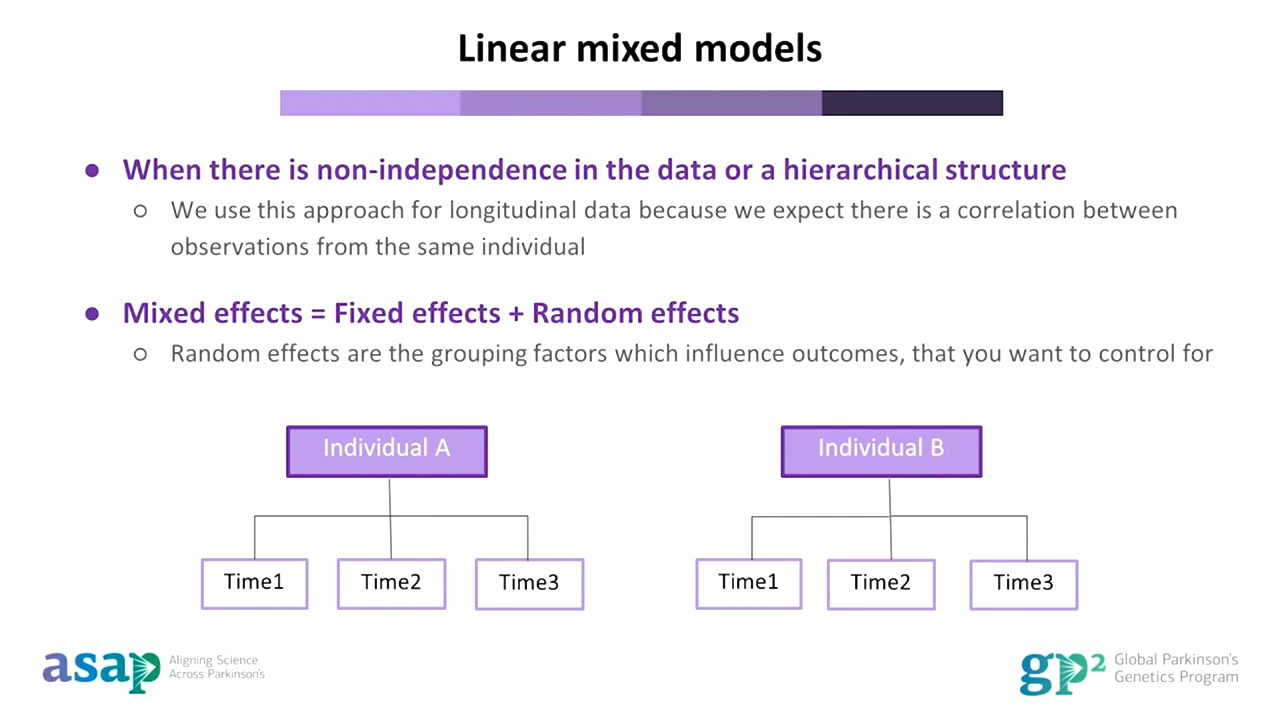 Linear mixed models
● When there is non-independence in the data or a hierarchical structure
○ We use this approach for longitudinal data because we expect there is a correlation between
observations from the same individual
● Mixed effects = Fixed effects + Random effects
○ Random effects are the grouping factors which influence outcomes, that you want to control for
Individual A
Individual B
Time1 Time2 Time3
Time1 Time2 Time3
asap Aligning Science
Across Parkinson's
gp2 Global Parkinson's
Genetics Program